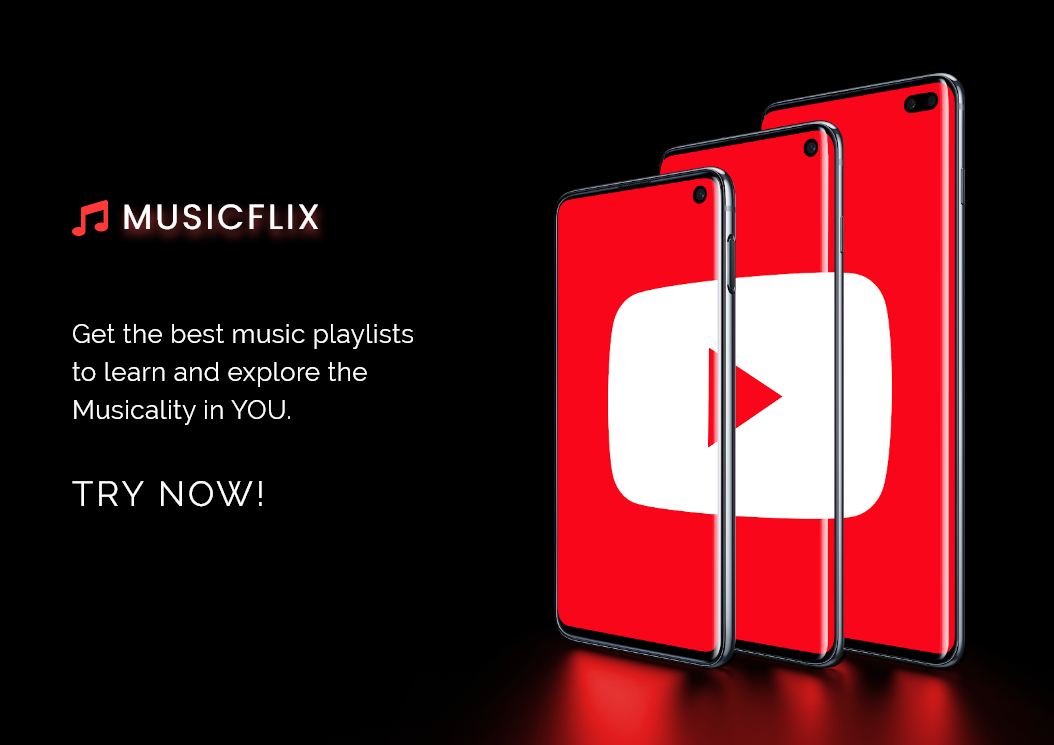 MUSICFLIX
Get the best music playlists
to learn and explore the
Musicality in YOU.
TRY NOW!